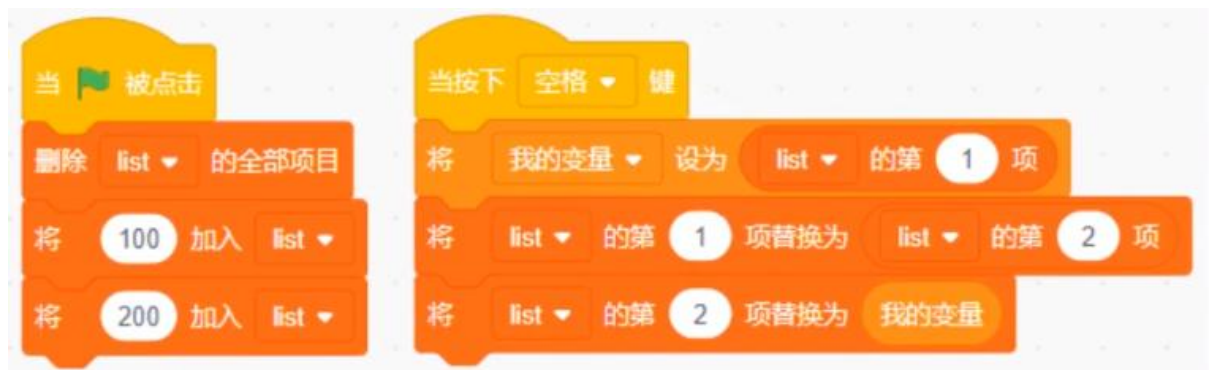 当 被点击
删除 list 的全部项目
将 100 加入 list
将 200 加入 list
当按下 空格 键
将 我的变量 设为 list 的第 1 项
将 list 的第 1 项替换为 list 的第 2 项
将 list 的第 2 项替换为 我的变量